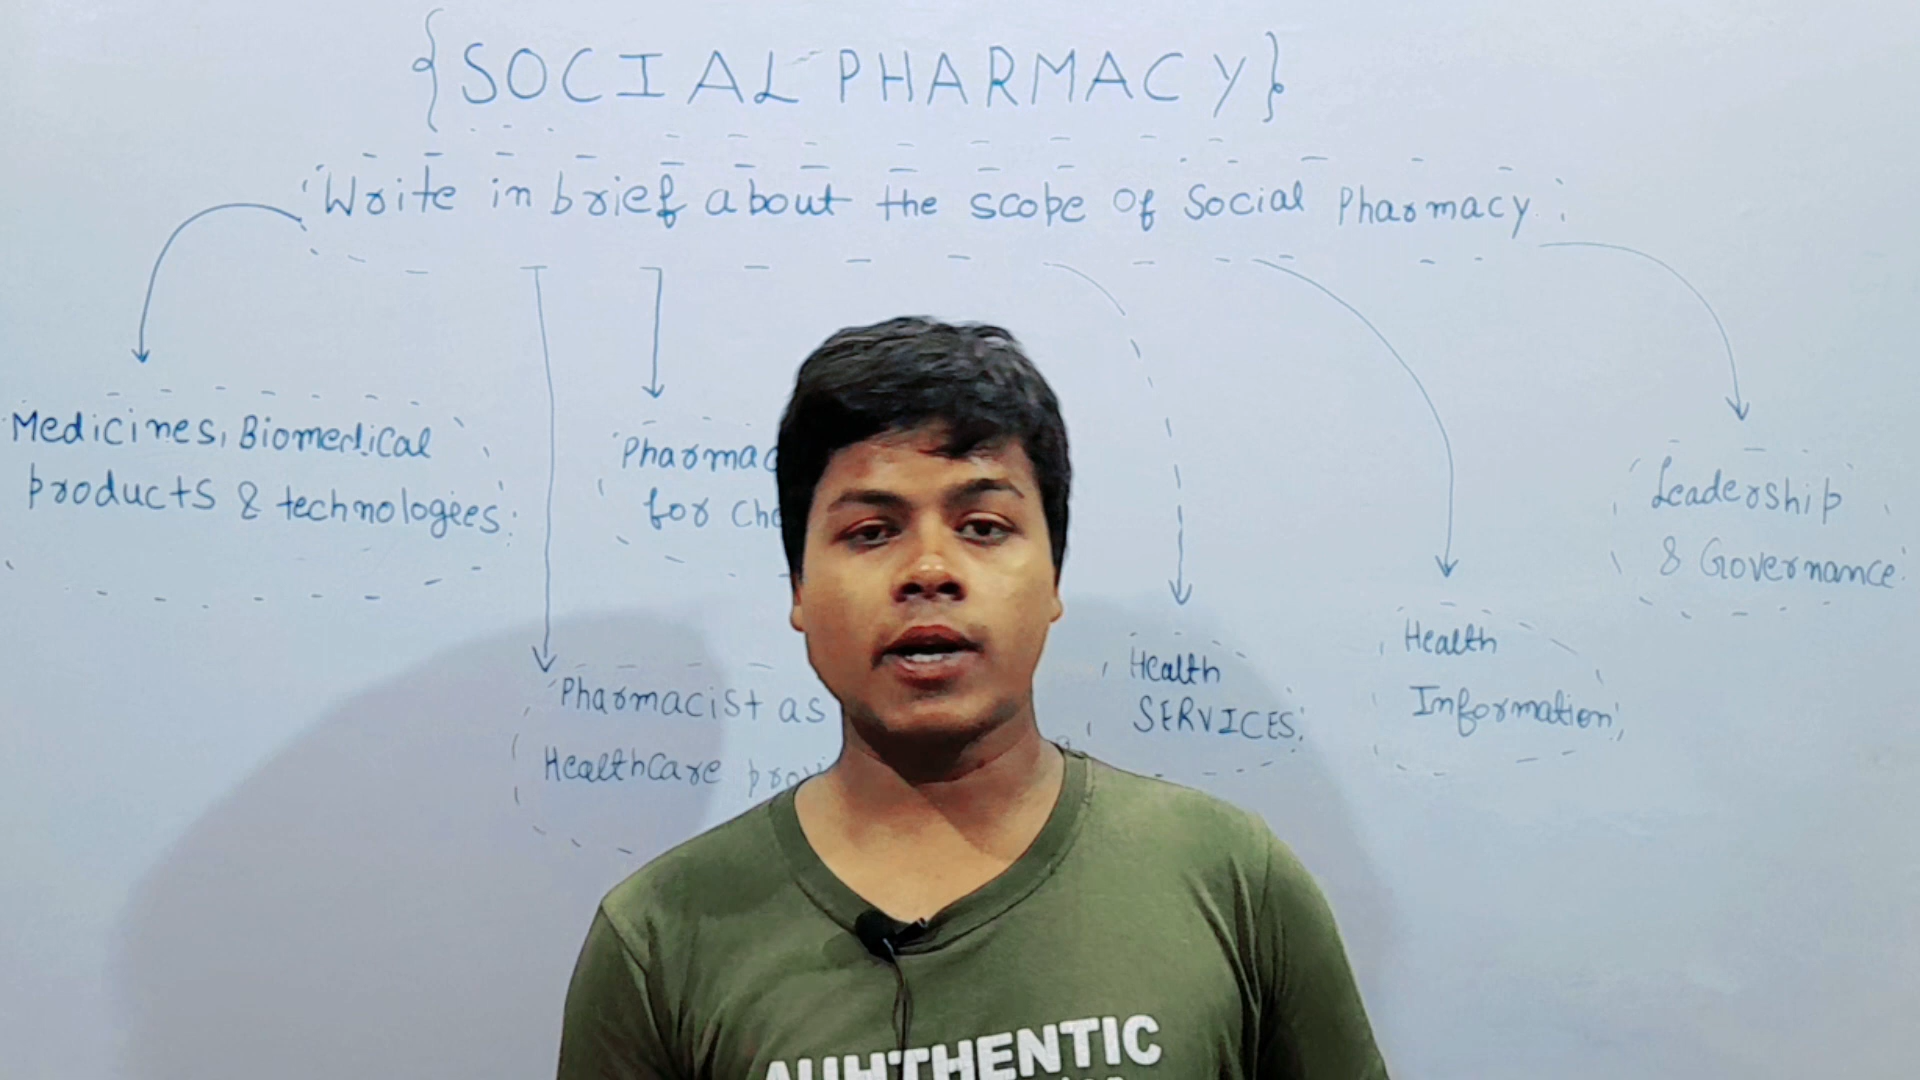 {SOCIAL PHARMACY}
Write in brief about the scope of Social Pharmacy:
Medicines, Biomedical
products & technologies:
for
Pharmacist as
Healthcare
Health
SERVICES:
Health
Information;
Leadership
& Governance:
AUHTHENTIC